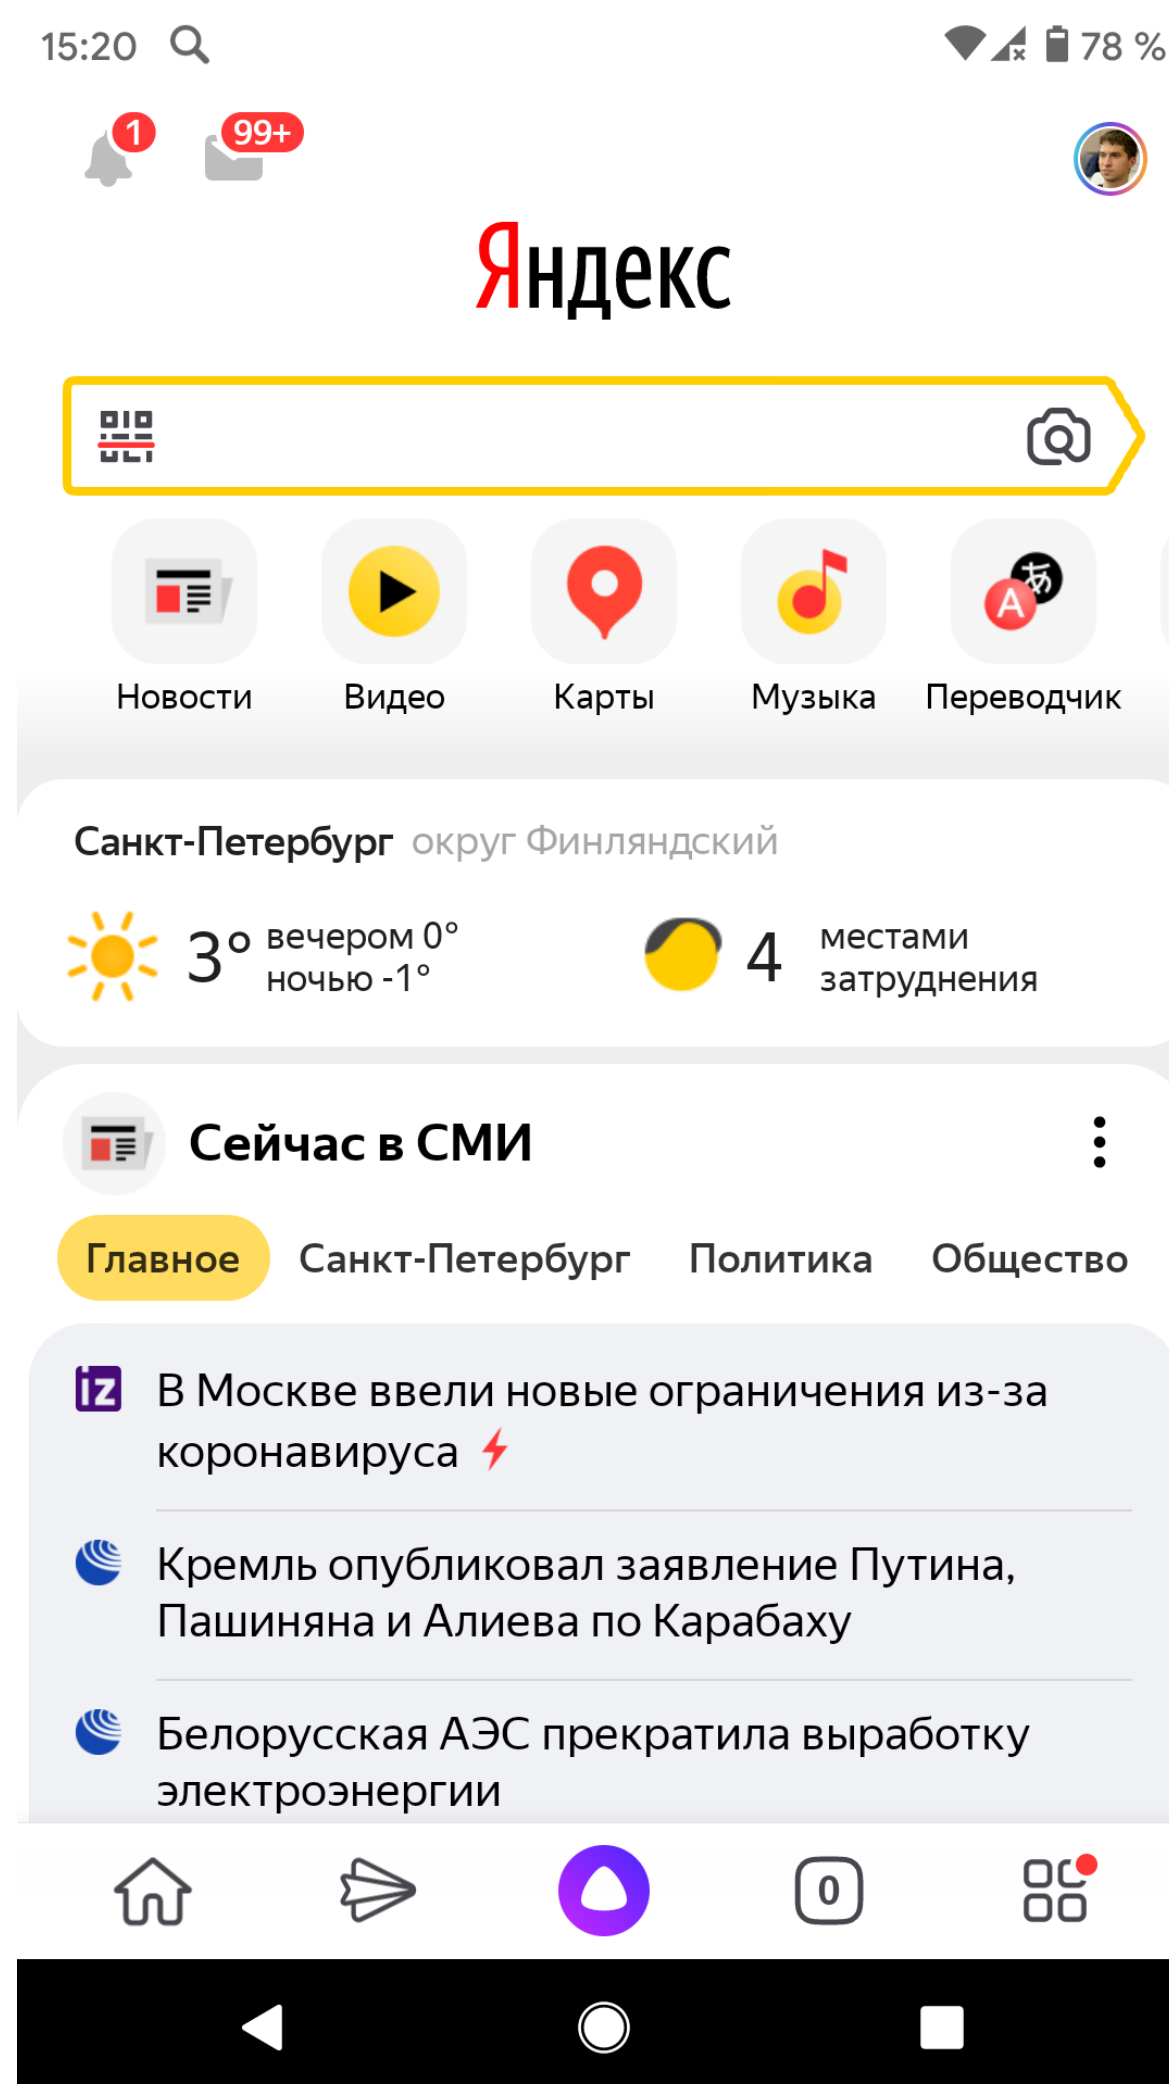 15:20 78 %
1 99+
Яндекс
Новости Видео Карты Музыка Переводчик
Санкт-Петербург округ Финляндский
3° вечером 0° 4 местами
ночью -1° затруднения
Сейчас в СМИ
Главное Санкт-Петербург Политика Общество
iz В Москве ввели новые ограничения из-за
коронавируса
Кремль опубликовал заявление Путина,
Пашиняна и Алиева по Карабаху
Белорусская АЭС прекратила выработку
электроэнергии
0